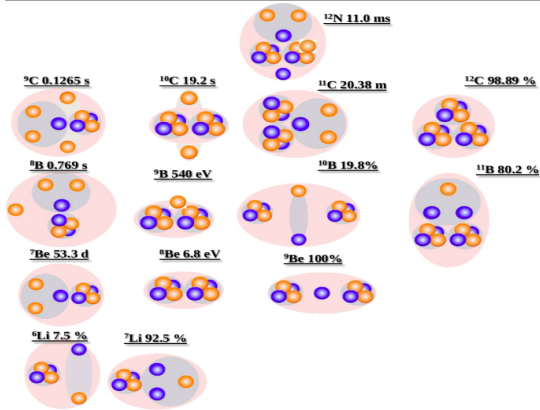 ¹²N 11.0 ms
⁹C 0.1265 s
¹⁰C 19.2 s
¹¹C 20.38 m
¹²C 98.89 %
⁸B 0.769 s
⁹B 540 eV
¹⁰B 19.8%
¹¹B 80.2 %
⁷Be 53.3 d
⁸Be 6.8 eV
⁹Be 100%
⁶Li 7.5 %
⁷Li 92.5 %